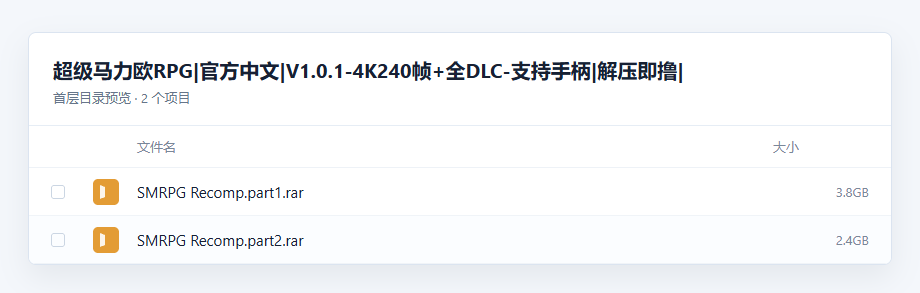 超级马力欧RPG|官方中文|V1.0.1-4K240帧+全DLC-支持手柄|解压即撸|
首层目录预览 · 2 个项目
文件名 大小
SMRPG Recomp.part1.rar 3.8GB
SMRPG Recomp.part2.rar 2.4GB